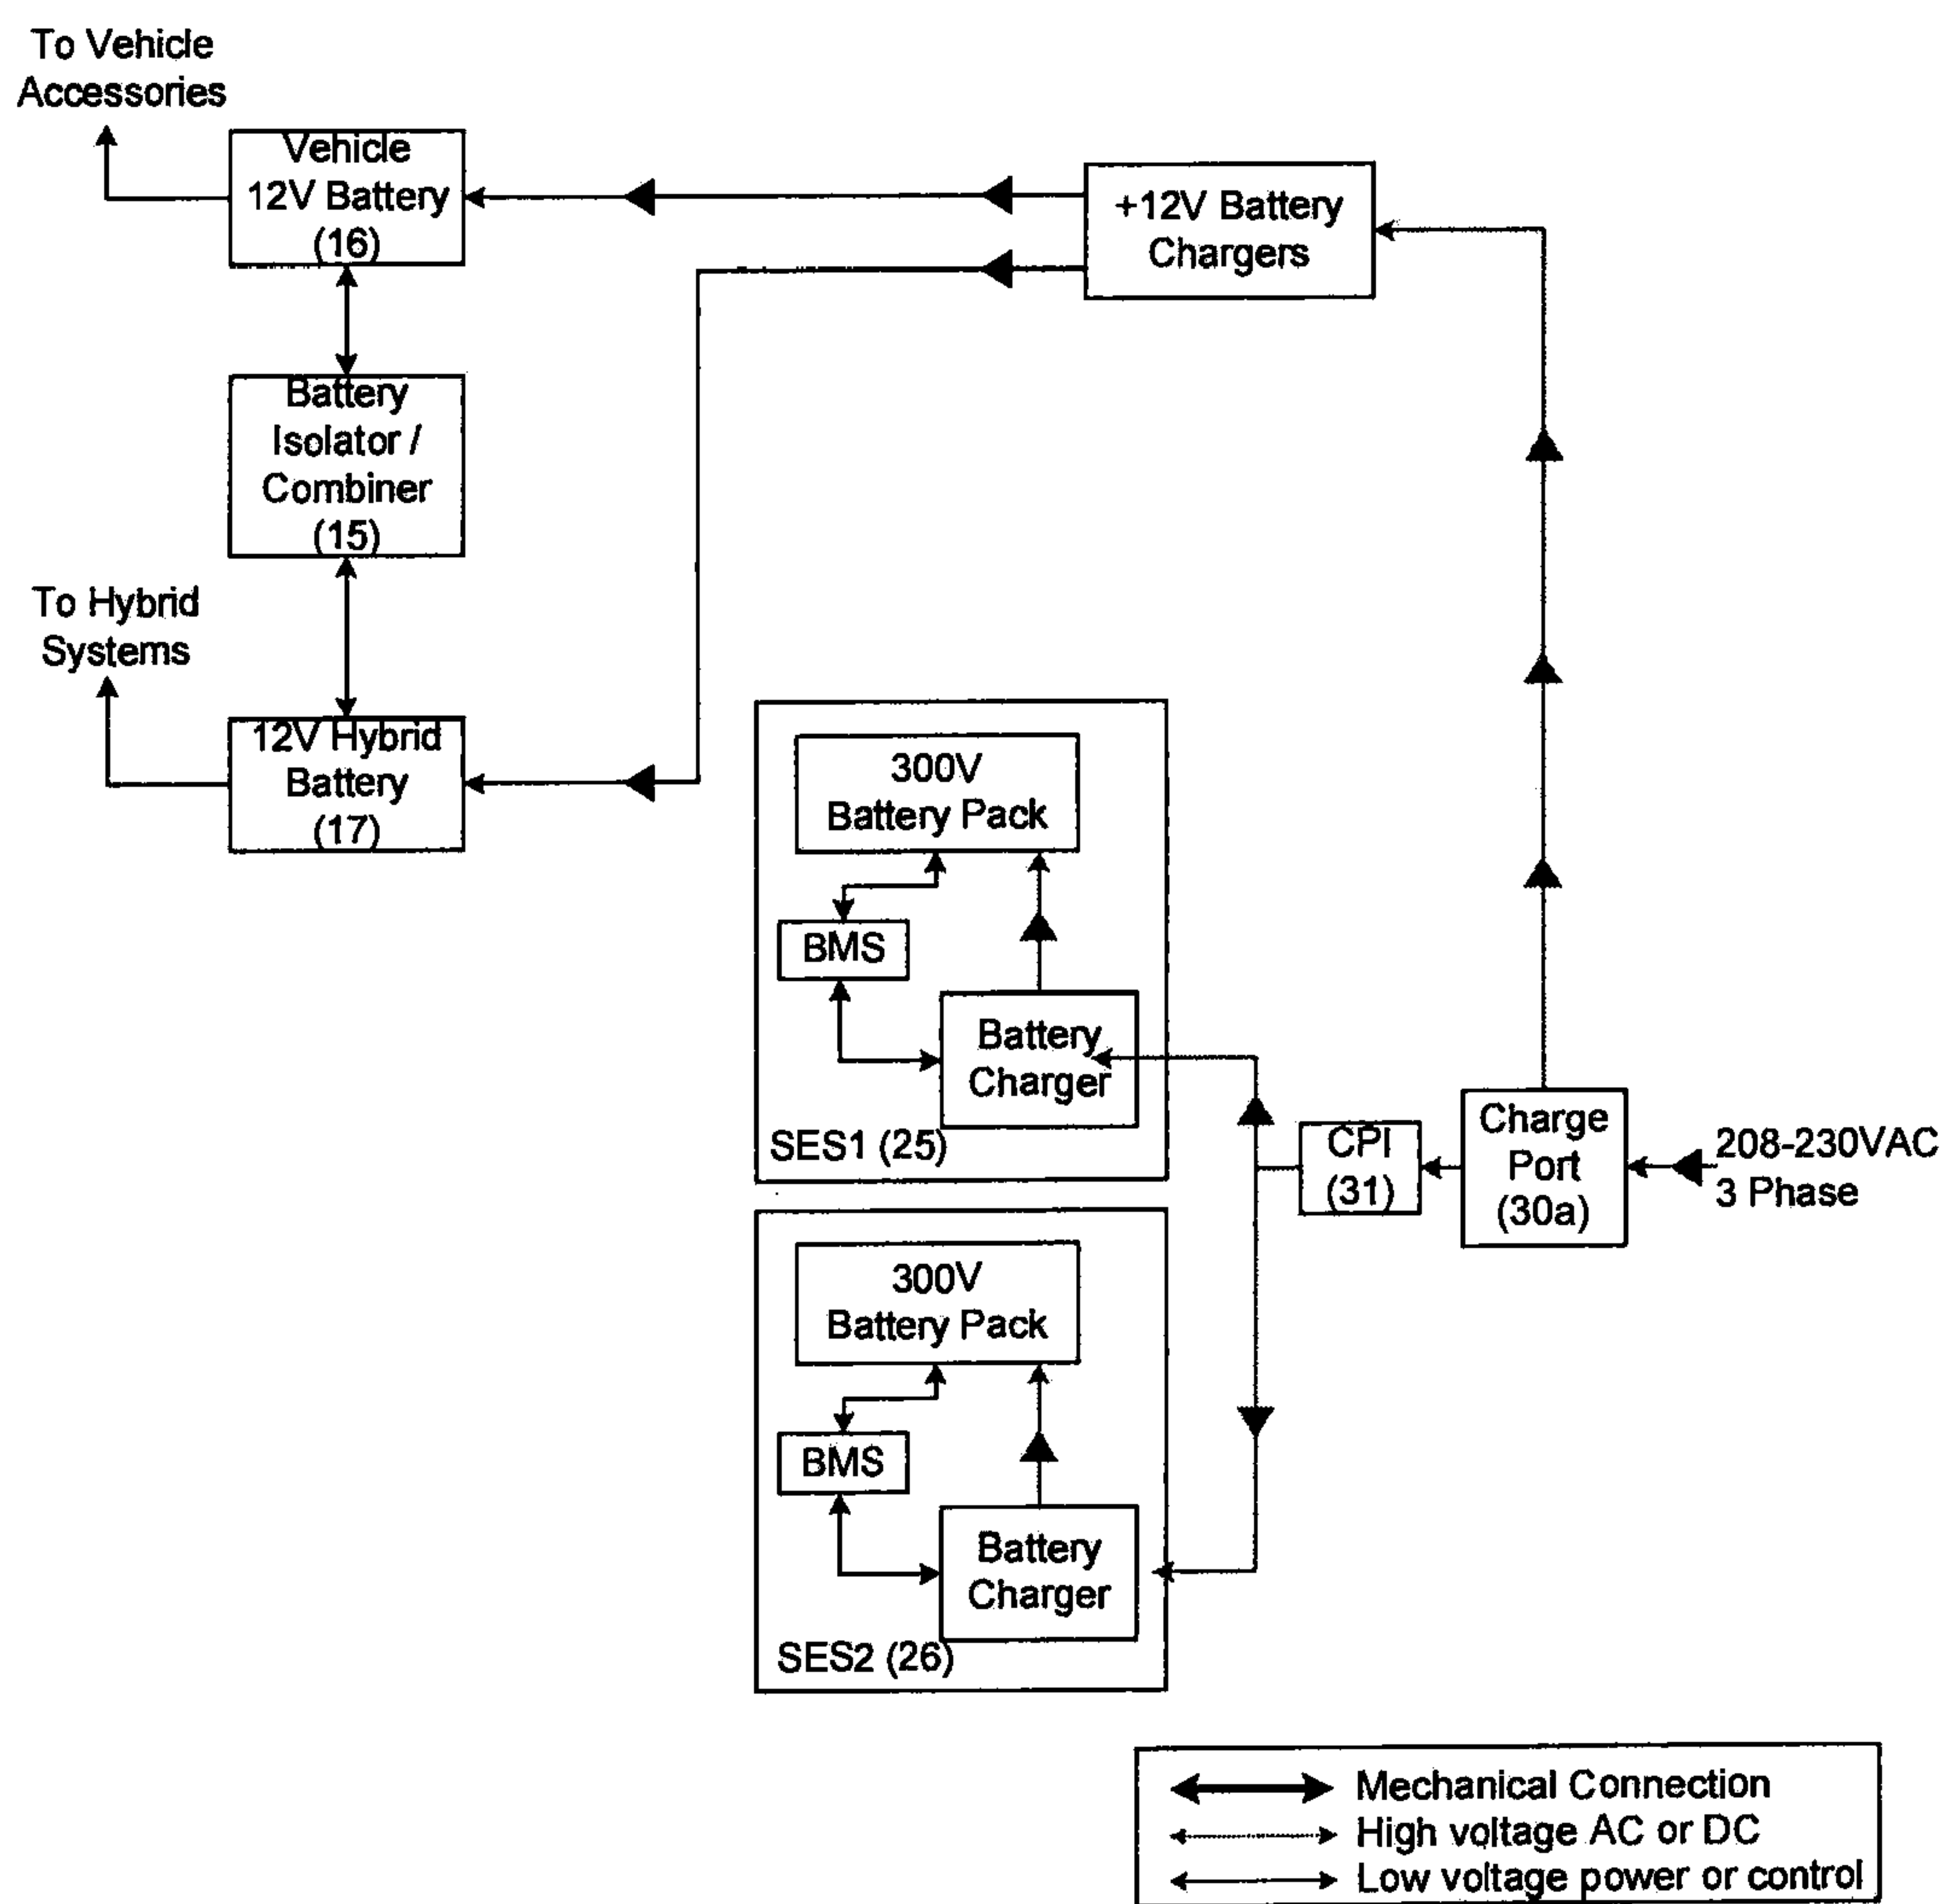 To Vehicle
Accessories
Vehicle
12V Battery
(16)
+12V Battery
Chargers
Battery
Isolator /
Combiner
(15)
To Hybrid
Systems
12V Hybrid
Battery
(17)
300V
Battery Pack
BMS
Battery
Charger
SES1 (25)
CPI
(31)
Charge
Port
(30a)
208-230VAC
3 Phase
300V
Battery Pack
BMS
Battery
Charger
SES2 (26)
Mechanical Connection
High voltage AC or DC
Low voltage power or control